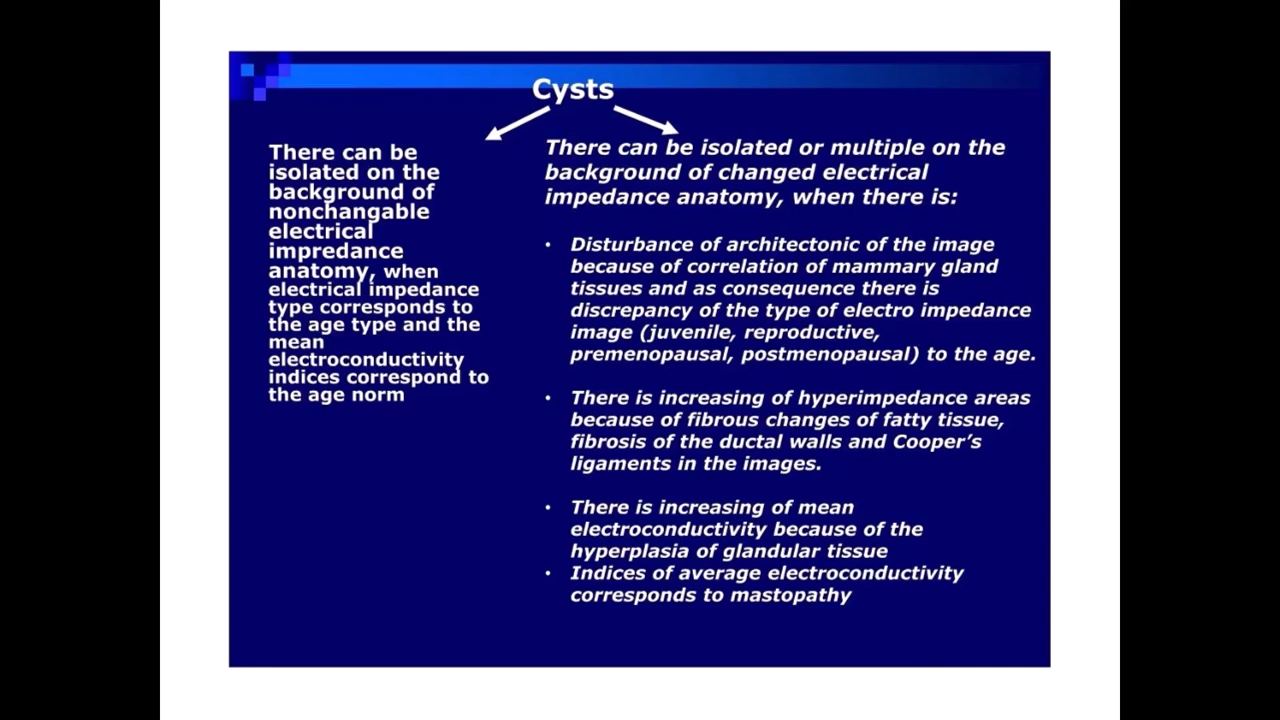 Cysts
There can be
isolated on the
background of
nonchangable
electrical
impredance
anatomy, when
electrical impedance
type corresponds to
the age type and the
mean
electroconductivity
indices correspond to
the age norm
There can be isolated or multiple on the
background of changed electrical
impedance anatomy, when there is:
• Disturbance of architectonic of the image
because of correlation of mammary gland
tissues and as consequence there is
discrepancy of the type of electro impedance
image (juvenile, reproductive,
premenopausal, postmenopausal) to the age.
• There is increasing of hyperimpedance areas
because of fibrous changes of fatty tissue,
fibrosis of the ductal walls and Cooper’s
ligaments in the images.
• There is increasing of mean
electroconductivity because of the
hyperplasia of glandular tissue
• Indices of average electroconductivity
corresponds to mastopathy